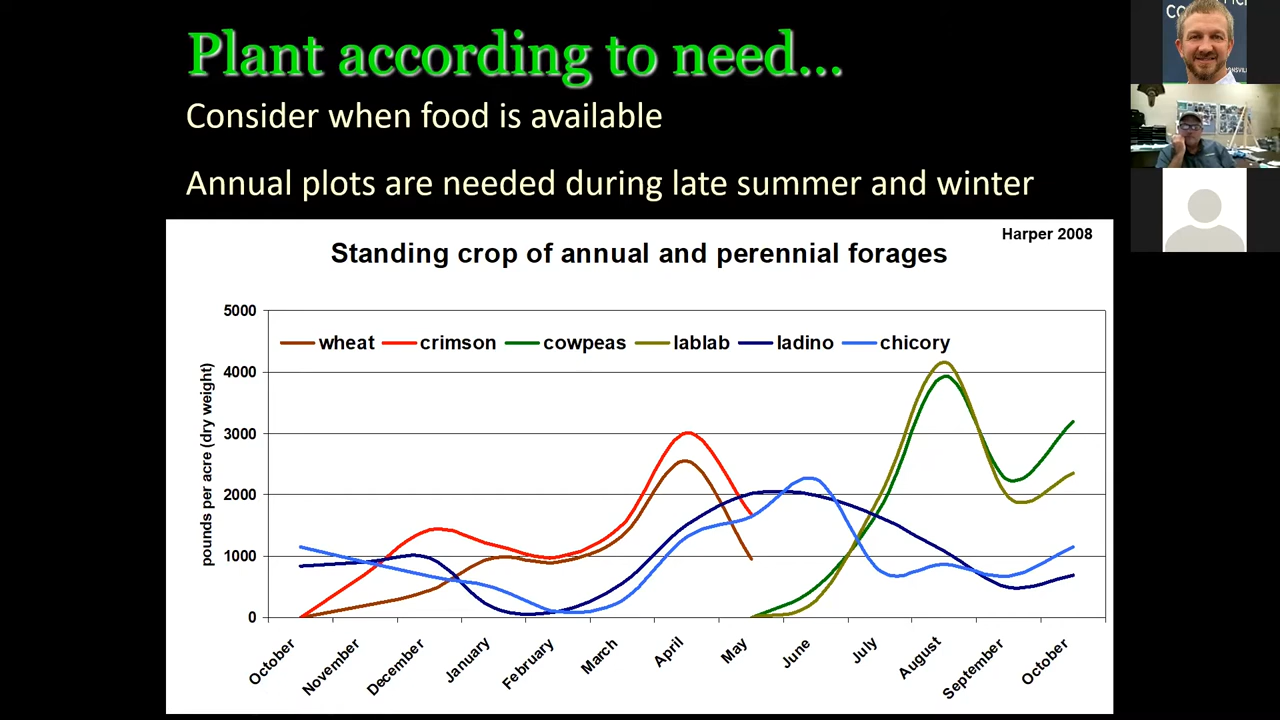 Plant according to need...
Consider when food is available
Annual plots are needed during late summer and winter
Harper 2008
Standing crop of annual and perennial forages
pounds per acre (dry weight)
5000
4000
3000
2000
1000
0
wheat crimson cowpeas lablab ladino chicory
October November December January February March April May June July August September October